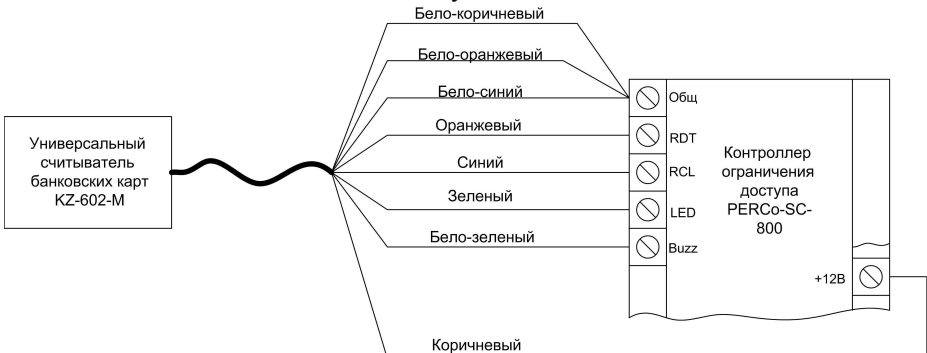 Бело-коричневый
Бело-оранжевый
Бело-синий
Оранжевый
Синий
Зеленый
Бело-зеленый
Коричневый
Универсальный
считыватель
банковских карт
KZ-602-M
Общ
RDT
RCL
LED
Buzz
Контроллер
ограничения
доступа
PERCo-SC-
800
+12В